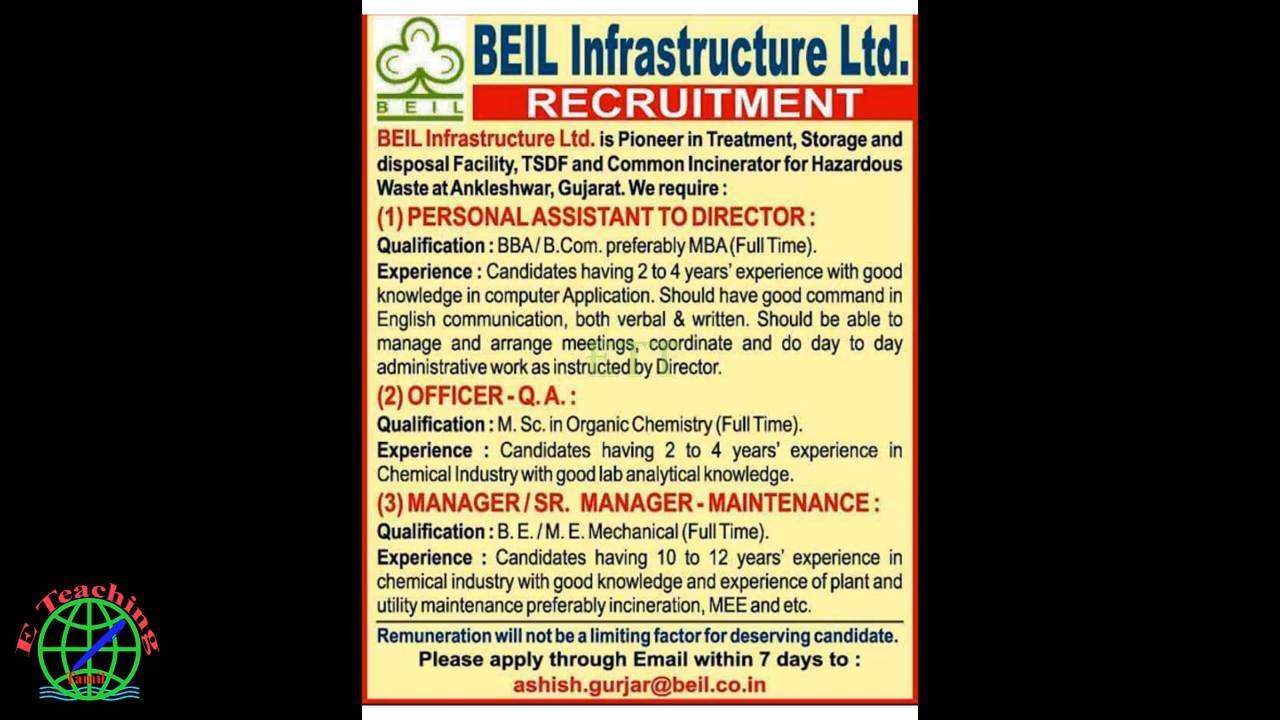 BEIL
BEIL Infrastructure Ltd.
RECRUITMENT
BEIL Infrastructure Ltd. is Pioneer in Treatment, Storage and
disposal Facility, TSDF and Common Incinerator for Hazardous
Waste at Ankleshwar, Gujarat. We require :
(1) PERSONAL ASSISTANT TO DIRECTOR :
Qualification : BBA / B.Com. preferably MBA (Full Time).
Experience : Candidates having 2 to 4 years' experience with good
knowledge in computer Application. Should have good command in
English communication, both verbal & written. Should be able to
manage and arrange meetings, coordinate and do day to day
administrative work as instructed by Director.
ETT
(2) OFFICER - Q. A. :
Qualification : M. Sc. in Organic Chemistry (Full Time).
Experience : Candidates having 2 to 4 years' experience in
Chemical Industry with good lab analytical knowledge.
(3) MANAGER / SR. MANAGER - MAINTENANCE :
Qualification : B. E. / M. E. Mechanical (Full Time).
Experience : Candidates having 10 to 12 years' experience in
chemical industry with good knowledge and experience of plant and
utility maintenance preferably incineration, MEE and etc.
Remuneration will not be a limiting factor for deserving candidate.
Please apply through Email within 7 days to :
ashish.gurjar@beil.co.in
E Teaching
Tamil